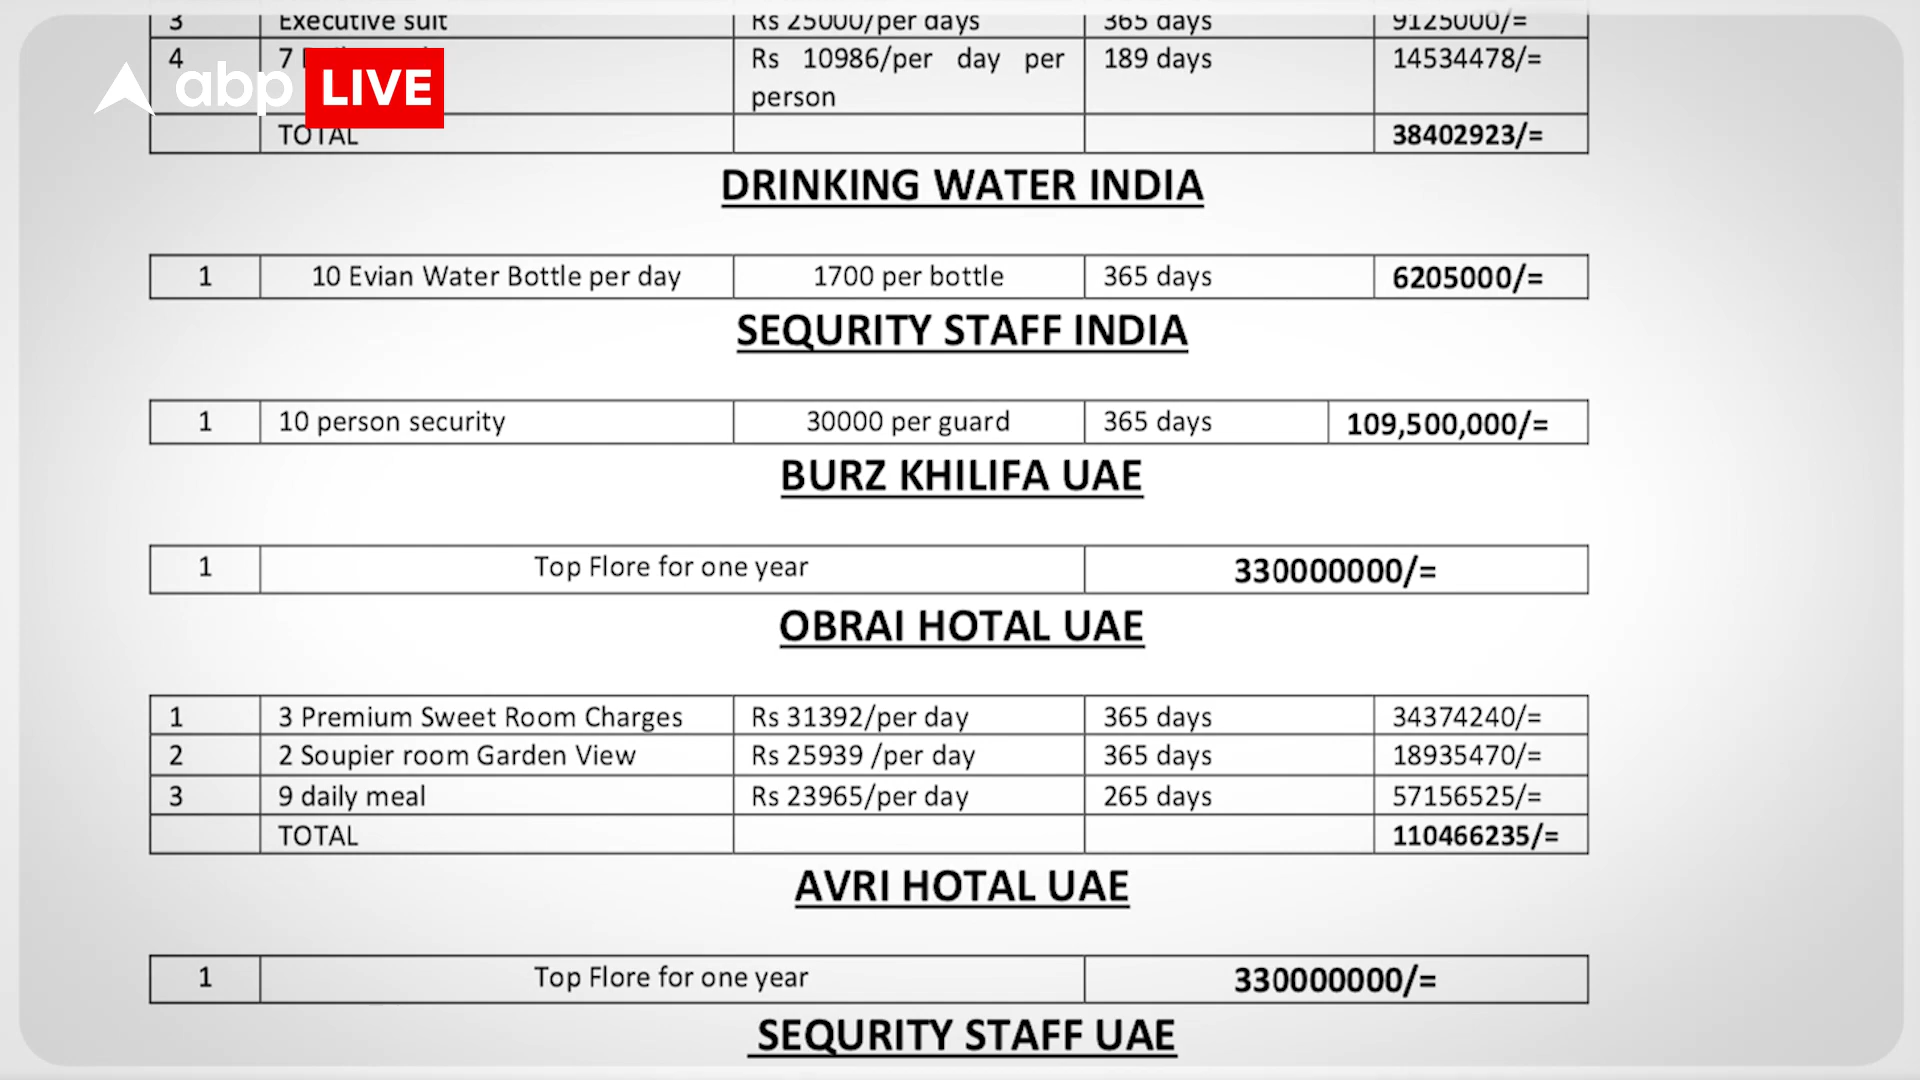 3 Executive suit Rs 25000/per days 365 days 9125000/=
4 7 Rs 10986/per day per person 189 days 14534478/=
abp LIVE
TOTAL 38402923/=
DRINKING WATER INDIA
1 10 Evian Water Bottle per day 1700 per bottle 365 days 6205000/=
SEQURITY STAFF INDIA
1 10 person security 30000 per guard 365 days 109,500,000/=
BURZ KHILIFA UAE
1 Top Flore for one year 330000000/=
OBRAI HOTAL UAE
1 3 Premium Sweet Room Charges Rs 31392/per day 365 days 34374240/=
2 2 Soupier room Garden View Rs 25939 /per day 365 days 18935470/=
3 9 daily meal Rs 23965/per day 265 days 57156525/=
TOTAL 110466235/=
AVRI HOTAL UAE
1 Top Flore for one year 330000000/=
SEQURITY STAFF UAE